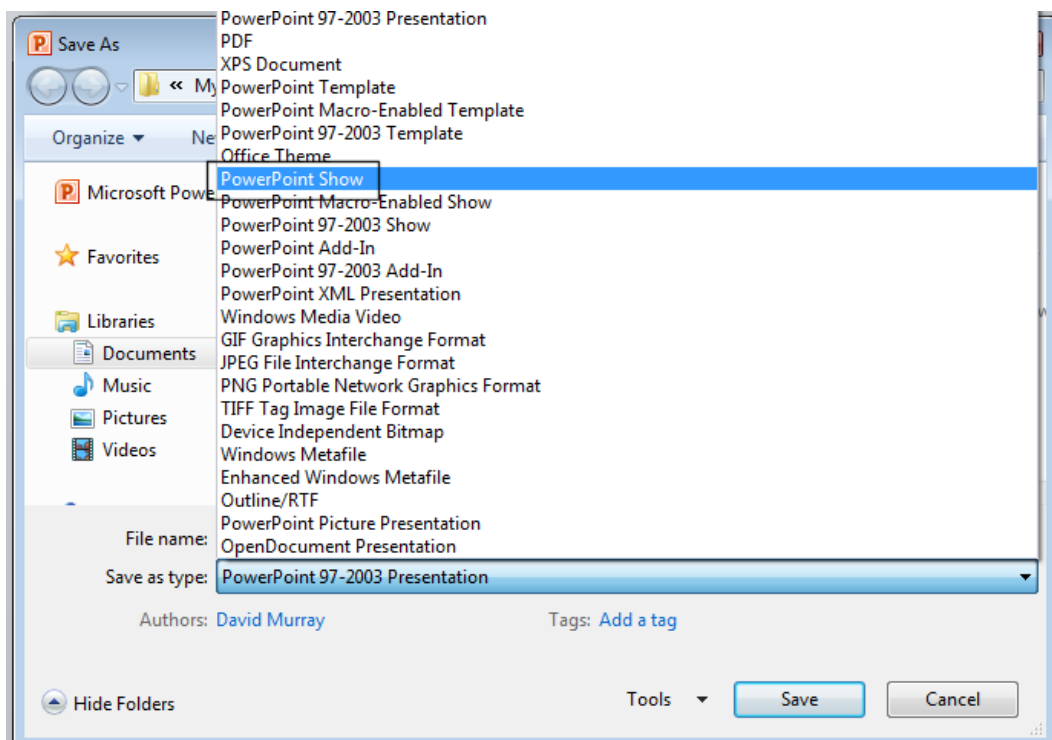 PowerPoint 97-2003 Presentation
Save As
PDF
XPS Document
« My
PowerPoint Template
PowerPoint Macro-Enabled Template
Organize
Ne
PowerPoint 97-2003 Template
Office Theme
Microsoft Powe
PowerPoint Show
PowerPoint Macro-Enabled Show
PowerPoint 97-2003 Show
Favorites
PowerPoint Add-In
PowerPoint 97-2003 Add-In
PowerPoint XML Presentation
Libraries
Windows Media Video
GIF Graphics Interchange Format
Documents
JPEG File Interchange Format
Music
PNG Portable Network Graphics Format
Pictures
TIFF Tag Image File Format
Device Independent Bitmap
Videos
Windows Metafile
Enhanced Windows Metafile
Outline/RTF
PowerPoint Picture Presentation
File name:
OpenDocument Presentation
Save as type: PowerPoint 97-2003 Presentation
Authors: David Murray Tags: Add a tag
Hide Folders Tools Save Cancel